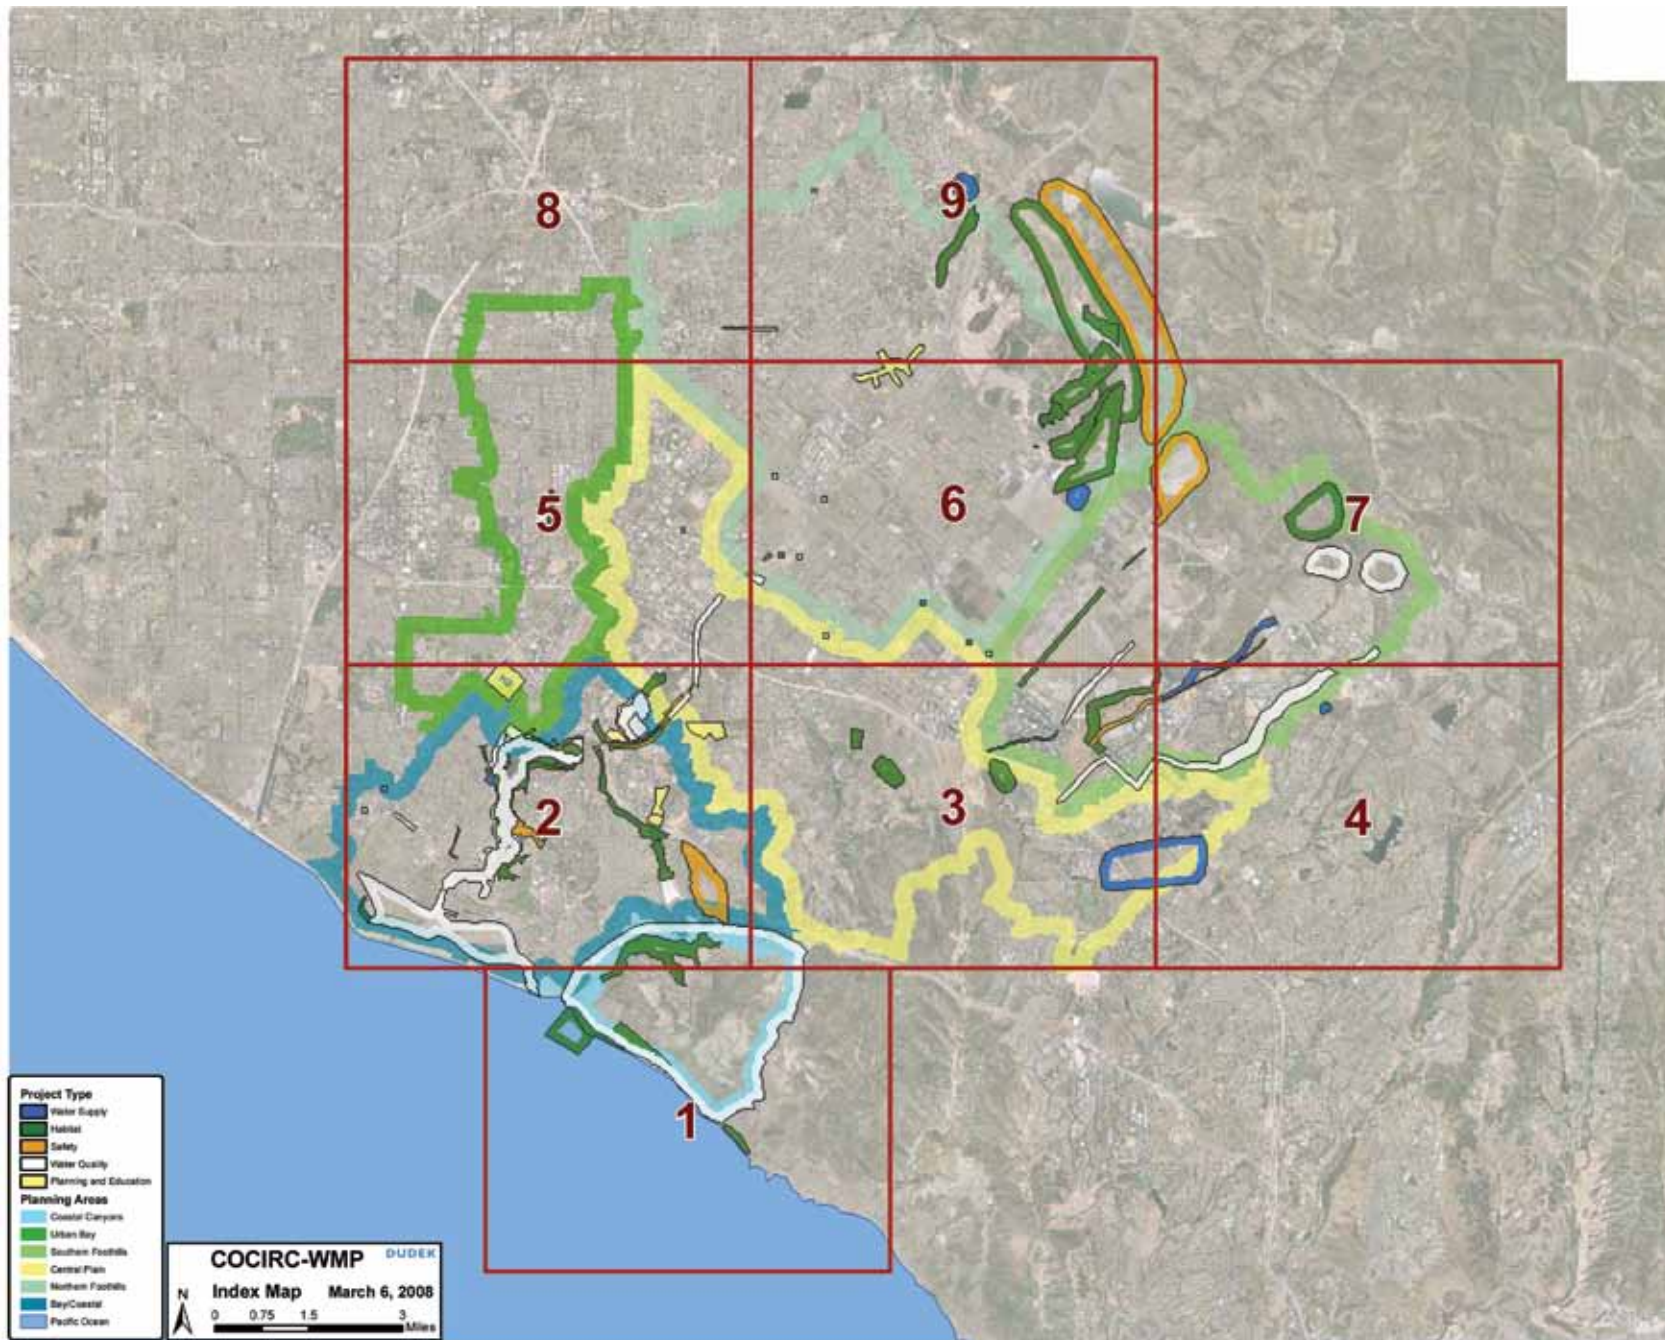 8
9
5
6
7
2
3
4
1
Project Type
Water Supply
Habitat
Safety
Water Quality
Planning and Education
Planning Areas
Coastal Canyons
Urban Bay
Southern Foothills
Central Plain
Northern Foothills
Bay/Coastal
Pacific Ocean
COCIRC-WMP DUDEK
N Index Map March 6, 2008
0 0.75 1.5 3
Miles